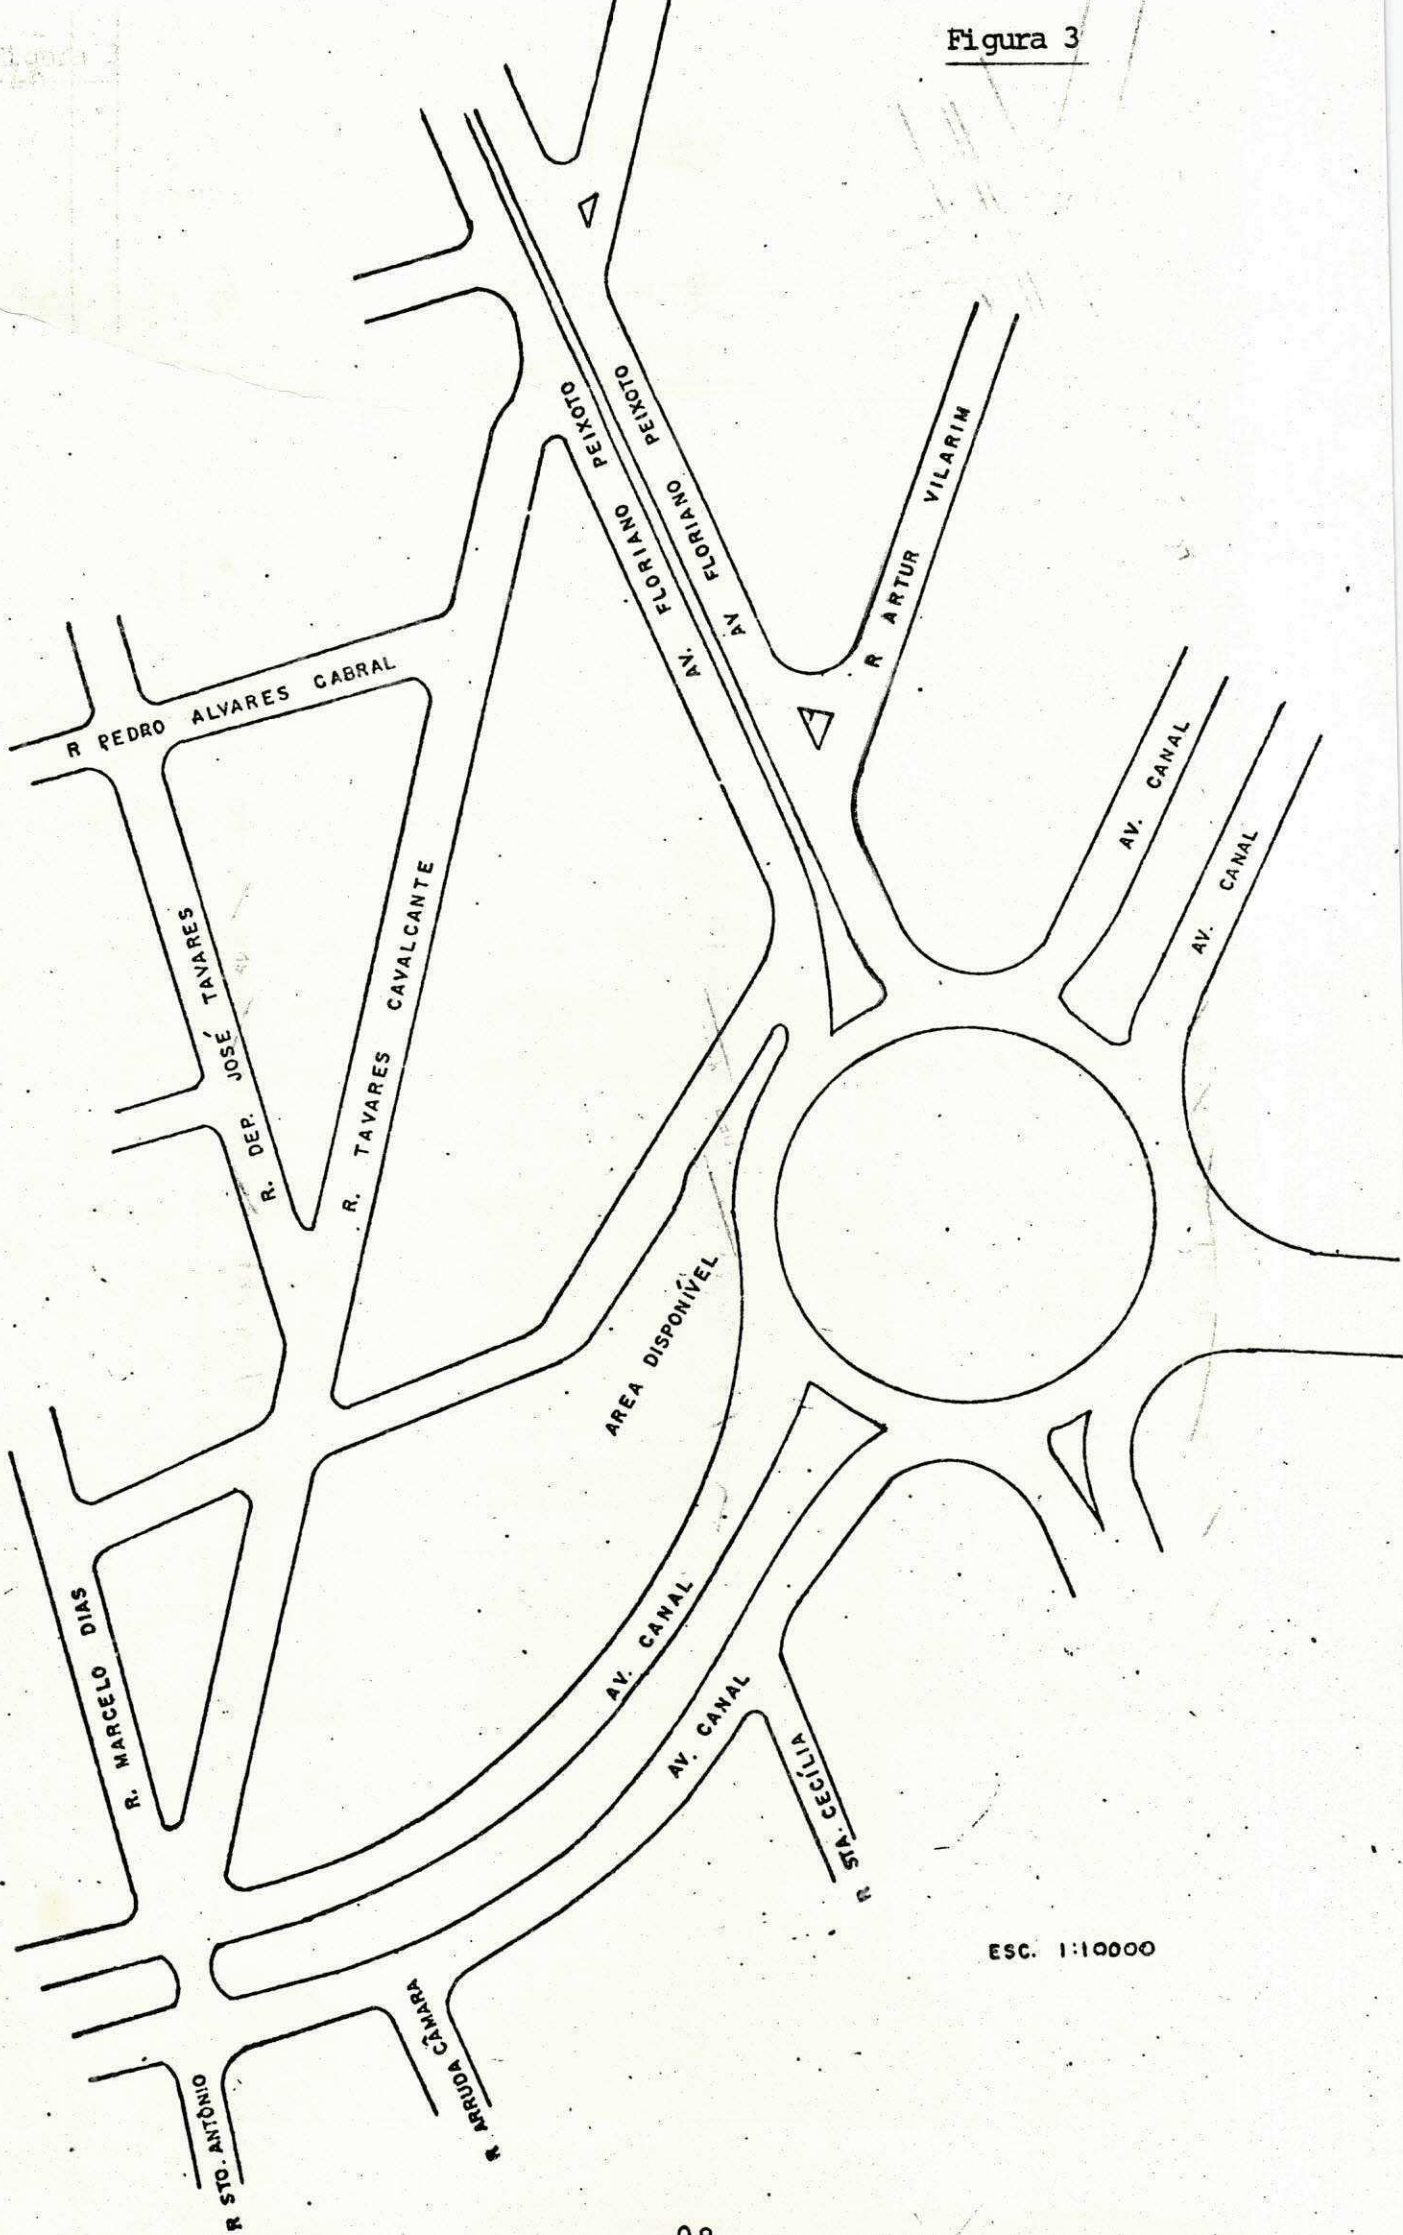 Figura 3
AV. FLORIANO PEIXOTO
AV FLORIANO PEIXOTO
R ARTUR VILARIM
R PEDRO ALVARES CABRAL
AV. CANAL
AV. CANAL
R. DEP. JOSÉ TAVARES
R. TAVARES CAVALCANTE
AREA DISPONÍVEL
R. MARCELO DIAS
AV. CANAL
AV. CANAL
R STA. CECÍLIA
ESC. 1:10000
R ARRUDA CÂMARA
R STO. ANTÔNIO